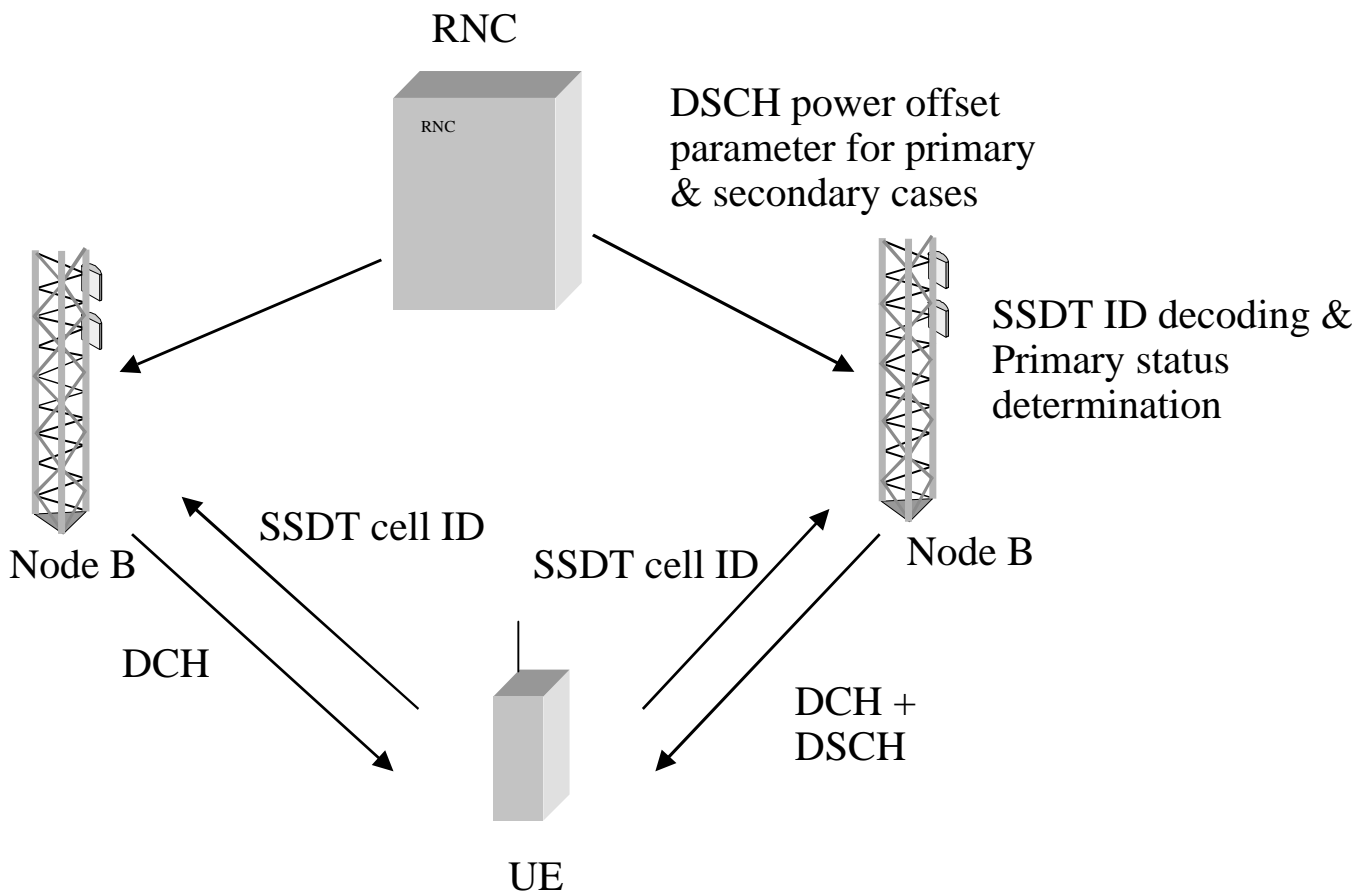 RNC
RNC
DSCH power offset
parameter for primary
& secondary cases
SSDT ID decoding &
Primary status
determination
SSDT cell ID
SSDT cell ID
Node B
Node B
DCH
DCH +
DSCH
UE